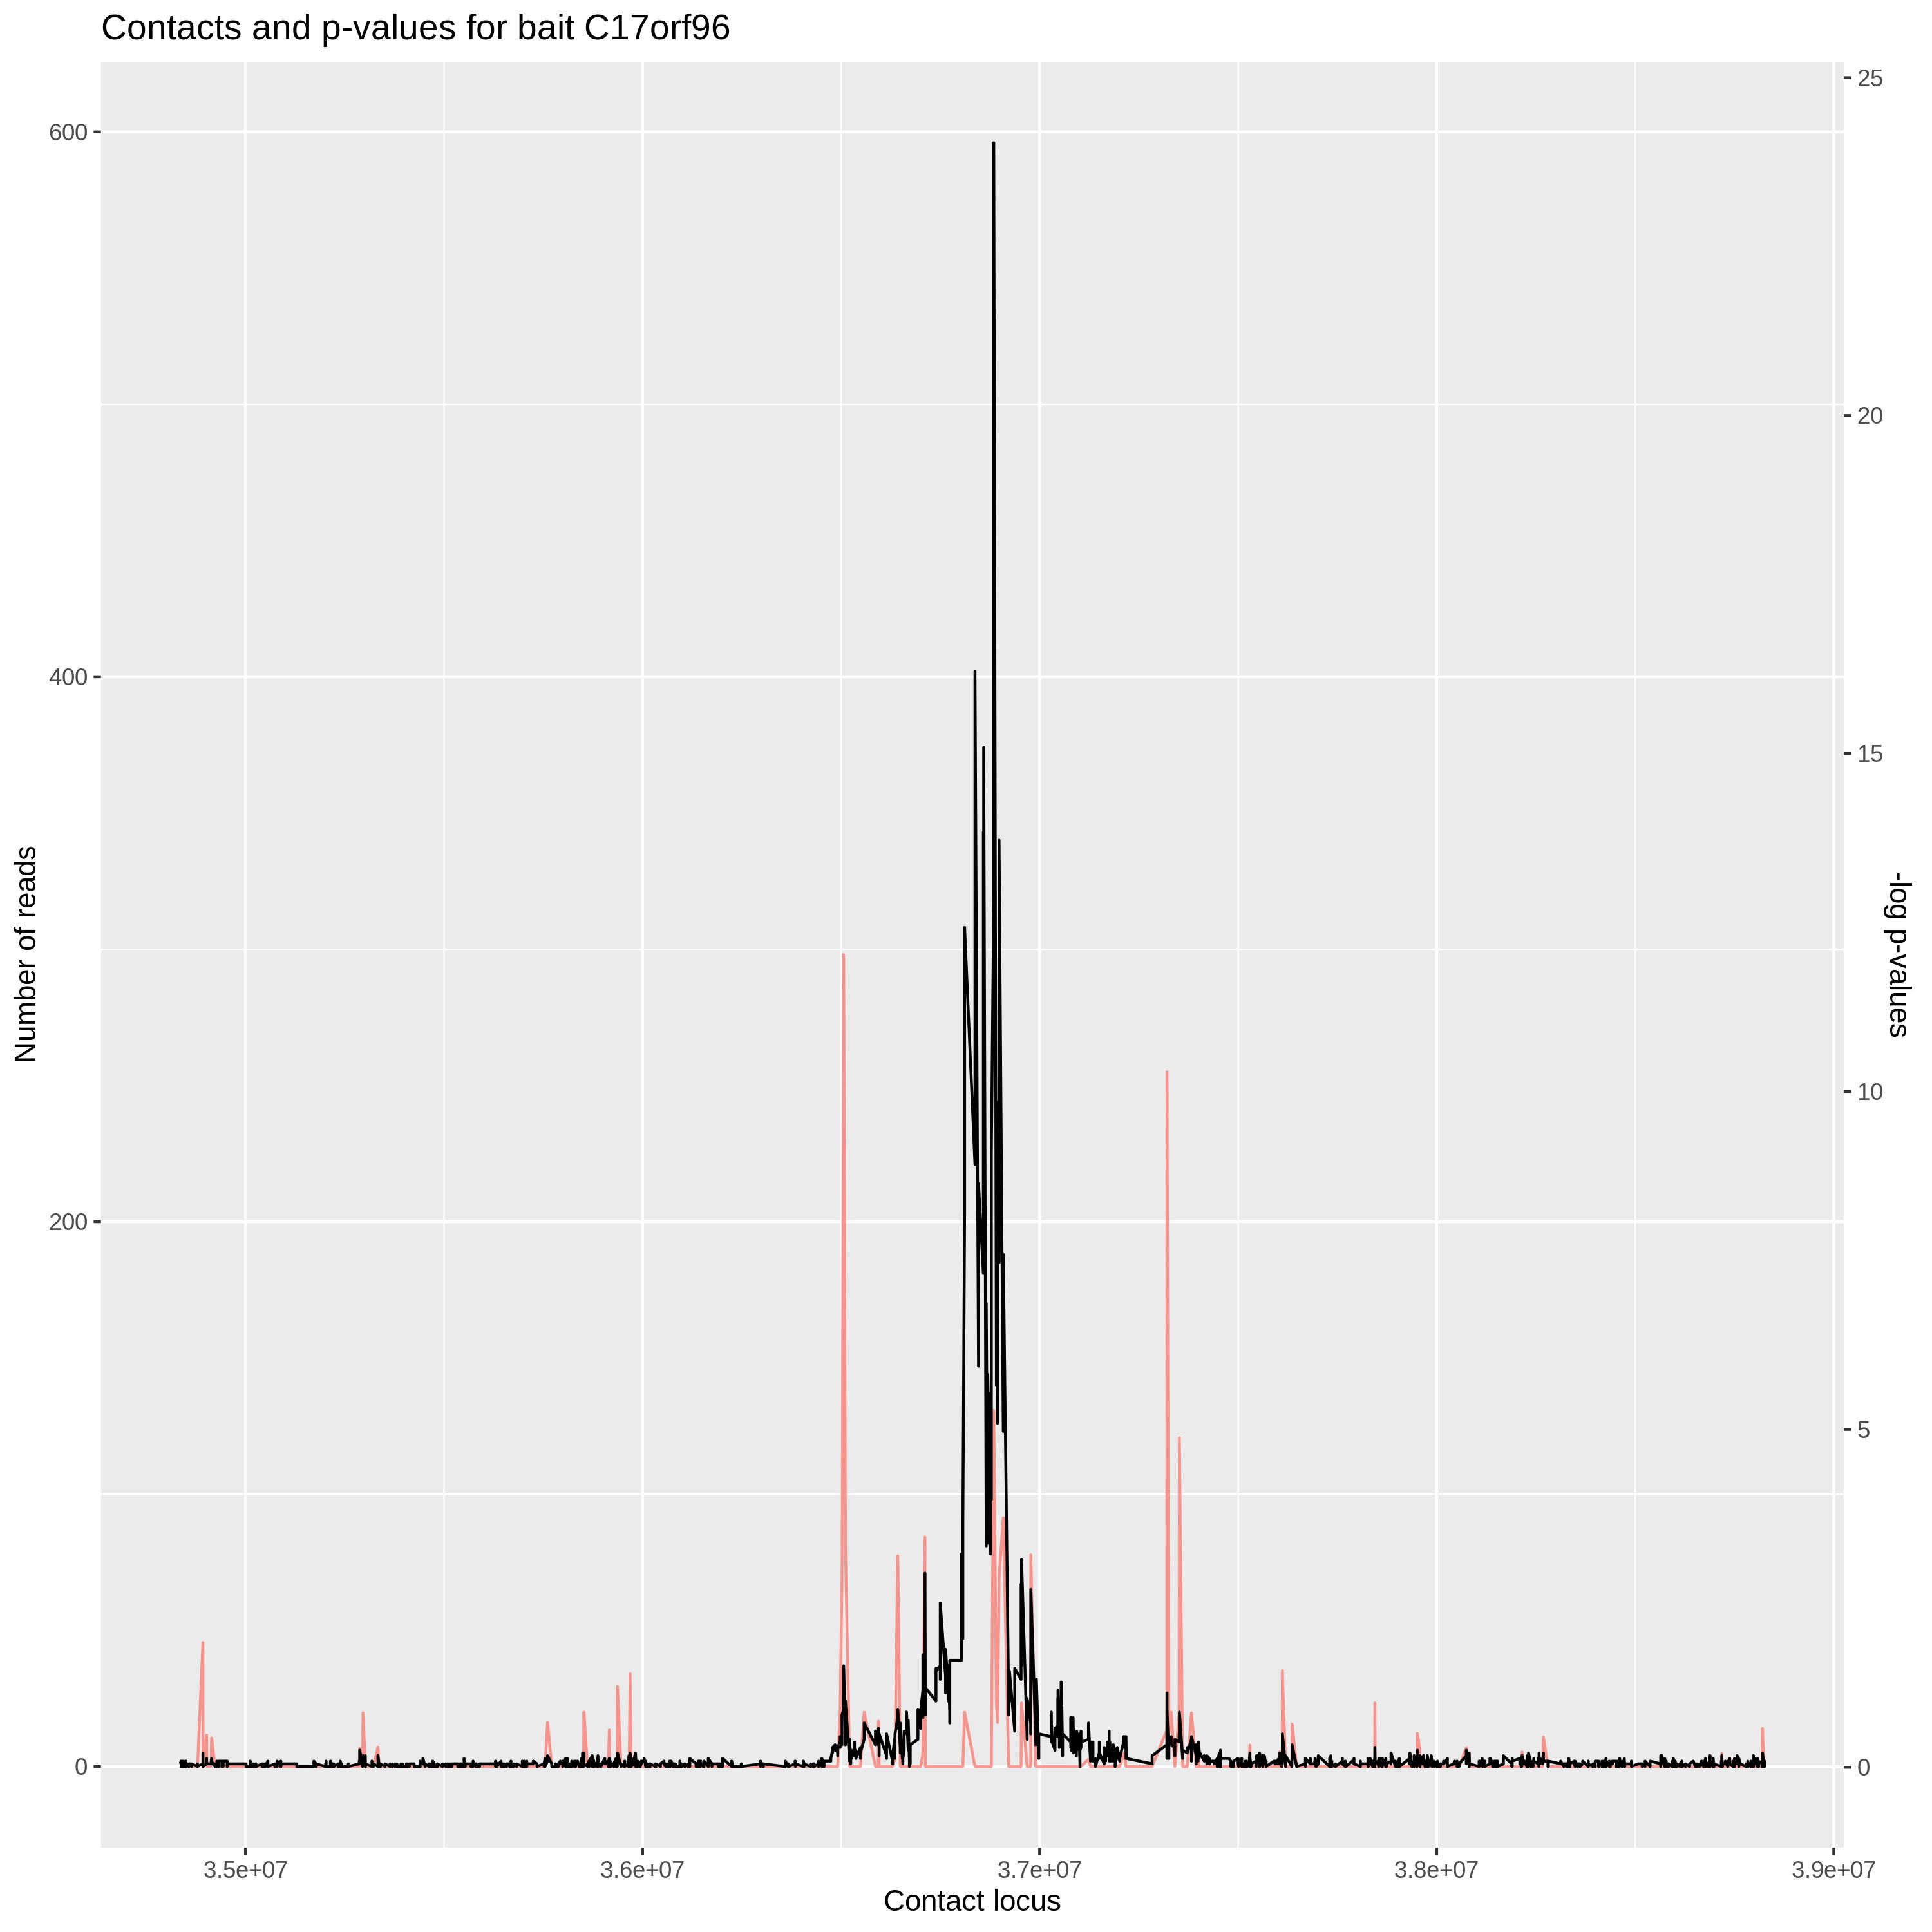 Contacts and p-values for bait C17orf96
600
400
200
0
Number of reads
25
20
15
10
5
0
-log p-values
3.5e+07
3.6e+07
3.7e+07
3.8e+07
3.9e+07
Contact locus